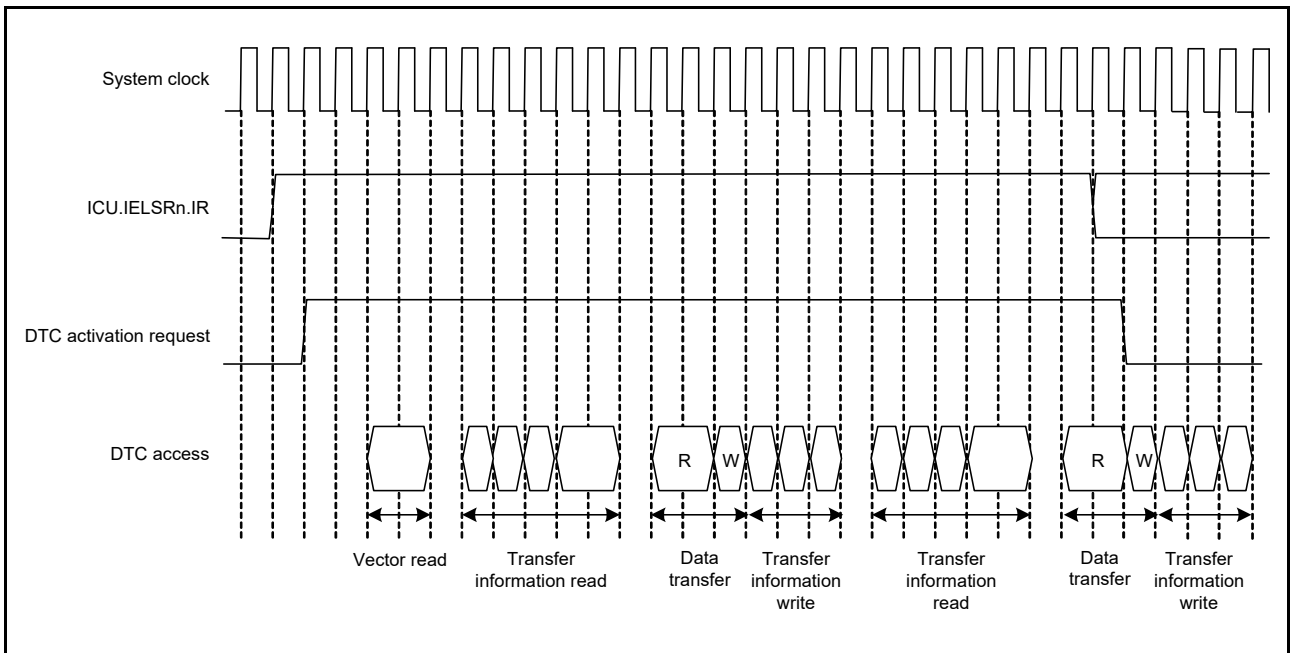 System clock
ICU.IELSRn.IR
DTC activation request
DTC access
R
W
R
W
Vector read
Transfer
information read
Data
transfer
Transfer
information
write
Transfer
information
read
Data
transfer
Transfer
information
write